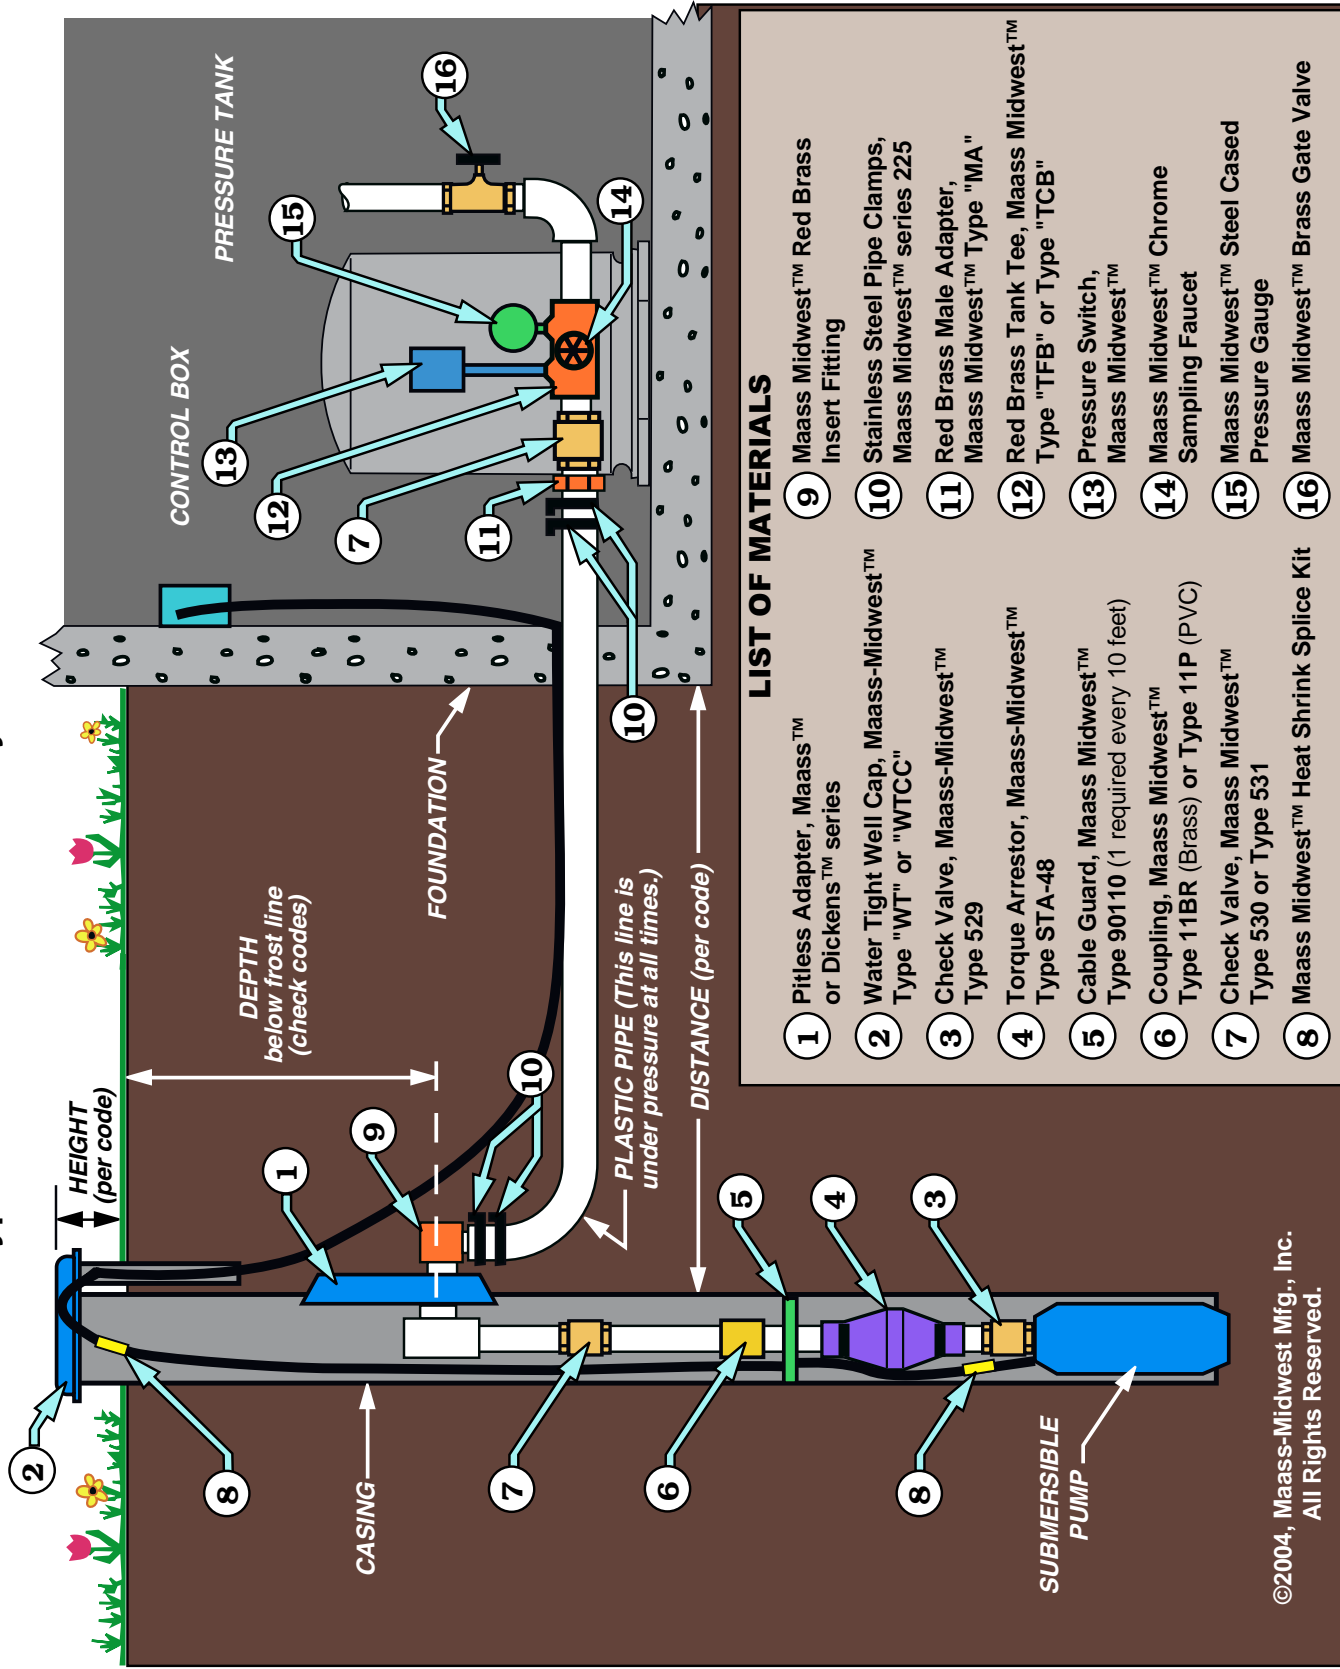 HEIGHT
(per code)
DEPTH
below frost line
(check codes)
FOUNDATION
CONTROL BOX
PRESSURE TANK
CASING
PLASTIC PIPE (This line is
under pressure at all times.)
DISTANCE (per code)
SUBMERSIBLE
PUMP
2
8
1
9
10
7
6
5
4
3
8
10
11
7
12
13
15
14
16
LIST OF MATERIALS
1 Pitless Adapter, Maass™
or Dickens™ series
2 Water Tight Well Cap, Maass-Midwest™
Type "WT" or "WTCC"
3 Check Valve, Maass-Midwest™
Type 529
4 Torque Arrestor, Maass-Midwest™
Type STA-48
5 Cable Guard, Maass Midwest™
Type 90110 (1 required every 10 feet)
6 Coupling, Maass Midwest™
Type 11BR (Brass) or Type 11P (PVC)
7 Check Valve, Maass Midwest™
Type 530 or Type 531
8 Maass Midwest™ Heat Shrink Splice Kit
9 Maass Midwest™ Red Brass
Insert Fitting
10 Stainless Steel Pipe Clamps,
Maass Midwest™ series 225
11 Red Brass Male Adapter,
Maass Midwest™ Type "MA"
12 Red Brass Tank Tee, Maass Midwest™
Type "TFB" or Type "TCB"
13 Pressure Switch,
Maass Midwest™
14 Maass Midwest™ Chrome
Sampling Faucet
15 Maass Midwest™ Steel Cased
Pressure Gauge
16 Maass Midwest™ Brass Gate Valve
©2004, Maass-Midwest Mfg., Inc.
All Rights Reserved.